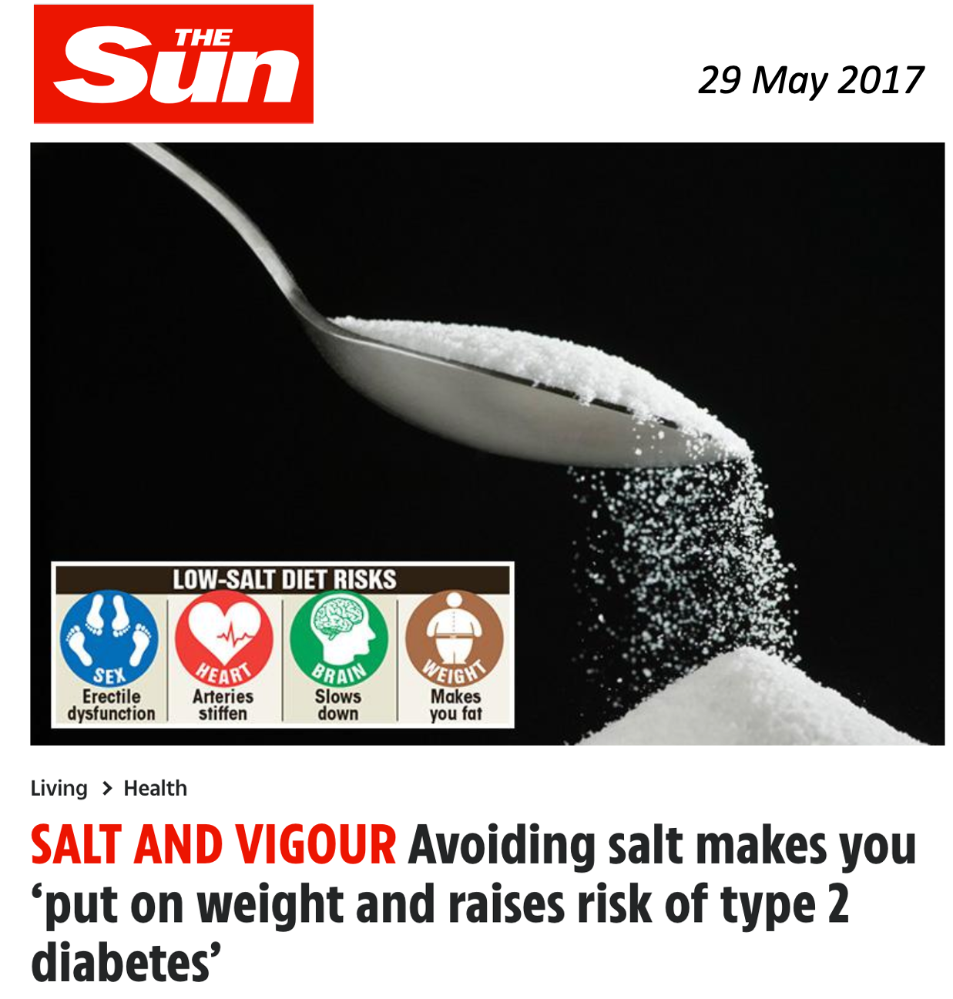 THE
Sun
29 May 2017
LOW-SALT DIET RISKS
SEX
Erectile
dysfunction
HEART
Arteries
stiffen
BRAIN
Slows
down
WEIGHT
Makes
you fat
Living > Health
SALT AND VIGOUR Avoiding salt makes you
‘put on weight and raises risk of type 2
diabetes’